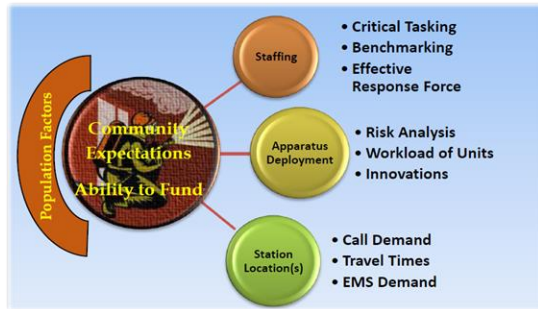 Population Factors
Community
Expectations
Ability to Fund
Staffing
• Critical Tasking
• Benchmarking
• Effective
Response Force
Apparatus
Deployment
• Risk Analysis
• Workload of Units
• Innovations
Station
Location(s)
• Call Demand
• Travel Times
• EMS Demand